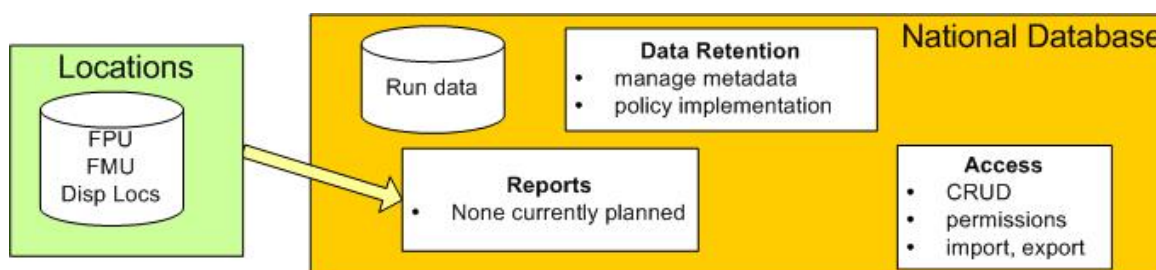 Locations
FPU
FMU
Disp Locs
National Database
Run data
Data Retention
• manage metadata
• policy implementation
Reports
• None currently planned
Access
• CRUD
• permissions
• import, export